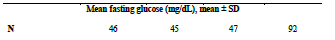 Mean fasting glucose (mg/dL), mean ± SD
N 46 45 47 92